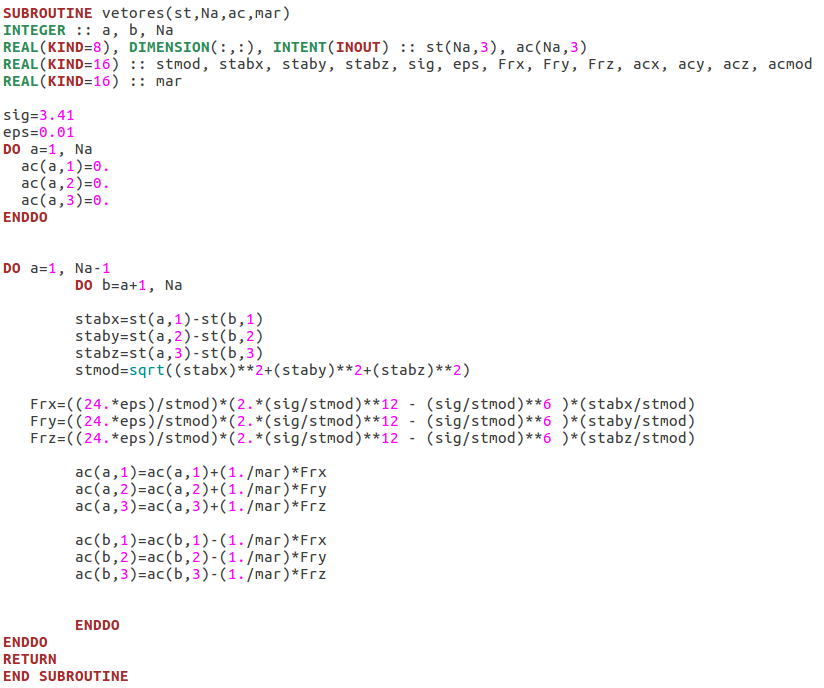 SUBROUTINE vetores(st,Na,ac,mar)
INTEGER :: a, b, Na
REAL(KIND=8), DIMENSION(:,:), INTENT(INOUT) :: st(Na,3), ac(Na,3)
REAL(KIND=16) :: stmod, stabx, staby, stabz, sig, eps, Frx, Fry, Frz, acx, acy, acz, acmod
REAL(KIND=16) :: mar
sig=3.41
eps=0.01
DO a=1, Na
ac(a,1)=0.
ac(a,2)=0.
ac(a,3)=0.
ENDDO
DO a=1, Na-1
DO b=a+1, Na
stabx=st(a,1)-st(b,1)
staby=st(a,2)-st(b,2)
stabz=st(a,3)-st(b,3)
stmod=sqrt((stabx)**2+(staby)**2+(stabz)**2)
Frx=((24.*eps)/stmod)*(2.*(sig/stmod)**12 - (sig/stmod)**6 )*(stabx/stmod)
Fry=((24.*eps)/stmod)*(2.*(sig/stmod)**12 - (sig/stmod)**6 )*(staby/stmod)
Frz=((24.*eps)/stmod)*(2.*(sig/stmod)**12 - (sig/stmod)**6 )*(stabz/stmod)
ac(a,1)=ac(a,1)+(1./mar)*Frx
ac(a,2)=ac(a,2)+(1./mar)*Fry
ac(a,3)=ac(a,3)+(1./mar)*Frz
ac(b,1)=ac(b,1)-(1./mar)*Frx
ac(b,2)=ac(b,2)-(1./mar)*Fry
ac(b,3)=ac(b,3)-(1./mar)*Frz
ENDDO
ENDDO
RETURN
END SUBROUTINE